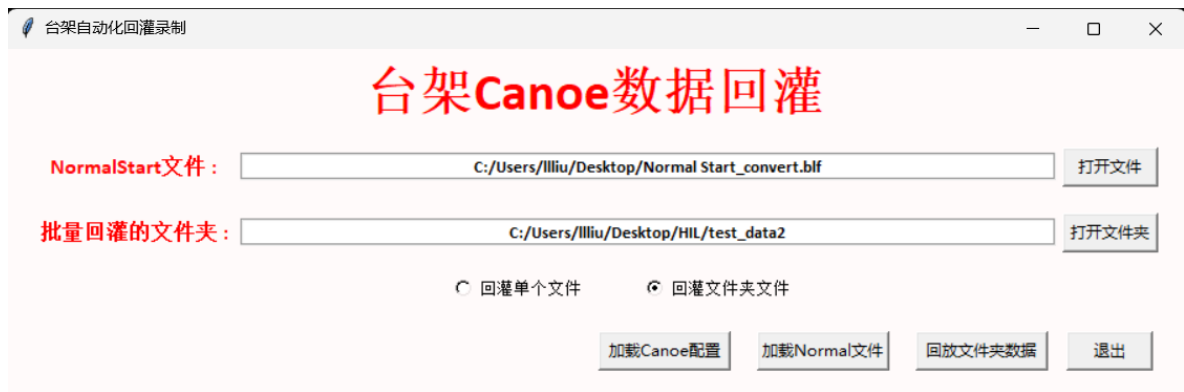 台架自动化回灌录制
台架Canoe数据回灌
NormalStart文件： C:/Users/llliu/Desktop/Normal Start_convert.blf 打开文件
批量回灌的文件夹： C:/Users/llliu/Desktop/HIL/test_data2 打开文件夹
回灌单个文件 回灌文件夹文件
加载Canoe配置 加载Normal文件 回放文件夹数据 退出